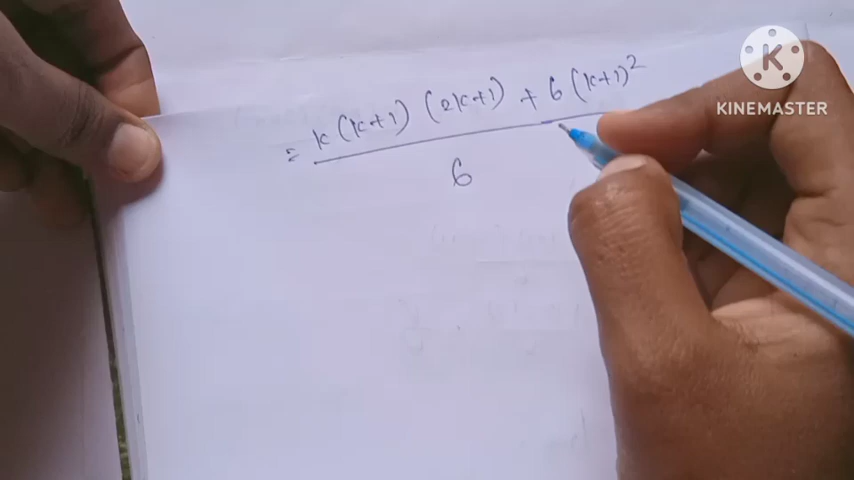 KINEMASTER
= k(k+1) (2k+1) + 6(k+1)²
6